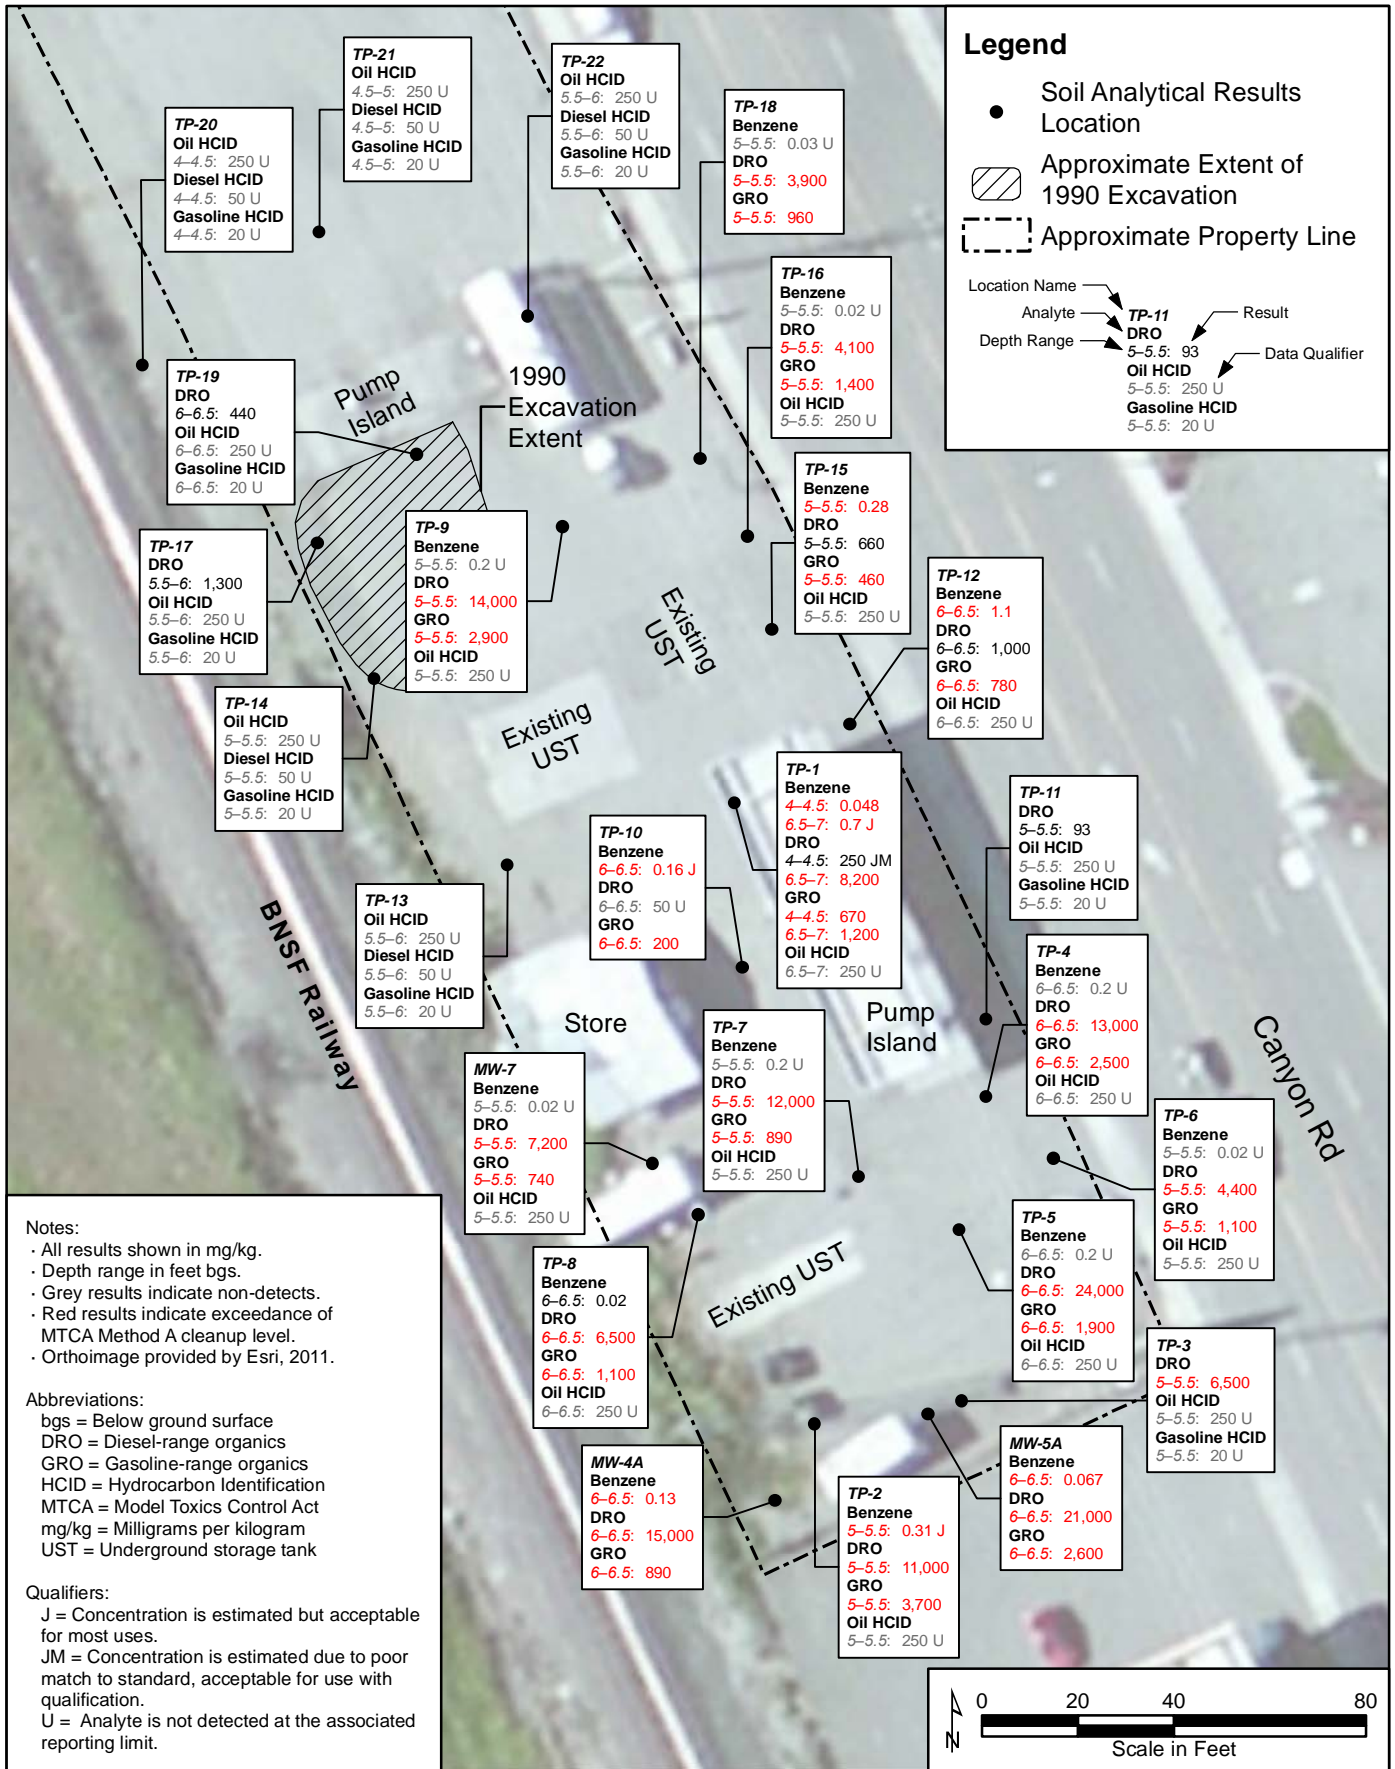 TP-21
Oil HCID
4.5–5: 250 U
Diesel HCID
4.5–5: 50 U
Gasoline HCID
4.5–5: 20 U
TP-22
Oil HCID
5.5–6: 250 U
Diesel HCID
5.5–6: 50 U
Gasoline HCID
5.5–6: 20 U
TP-20
Oil HCID
4–4.5: 250 U
Diesel HCID
4–4.5: 50 U
Gasoline HCID
4–4.5: 20 U
TP-18
Benzene
5–5.5: 0.03 U
DRO
5–5.5: 3,900
GRO
5–5.5: 960
Legend
Soil Analytical Results
Location
Approximate Extent of
1990 Excavation
Approximate Property Line
Location Name
Analyte
Depth Range
TP-11
DRO
5–5.5: 93
Oil HCID
5–5.5: 250 U
Gasoline HCID
5–5.5: 20 U
Result
Data Qualifier
TP-16
Benzene
5–5.5: 0.02 U
DRO
5–5.5: 4,100
GRO
5–5.5: 1,400
Oil HCID
5–5.5: 250 U
TP-19
DRO
6–6.5: 440
Oil HCID
6–6.5: 250 U
Gasoline HCID
6–6.5: 20 U
Pump
Island
1990
Excavation
Extent
TP-15
Benzene
5–5.5: 0.28
DRO
5–5.5: 660
GRO
5–5.5: 460
Oil HCID
5–5.5: 250 U
TP-17
DRO
5.5–6: 1,300
Oil HCID
5.5–6: 250 U
Gasoline HCID
5.5–6: 20 U
TP-9
Benzene
5–5.5: 0.2 U
DRO
5–5.5: 14,000
GRO
5–5.5: 2,900
Oil HCID
5–5.5: 250 U
Existing
UST
TP-12
Benzene
6–6.5: 1.1
DRO
6–6.5: 1,000
GRO
6–6.5: 780
Oil HCID
6–6.5: 250 U
TP-14
Oil HCID
5–5.5: 250 U
Diesel HCID
5–5.5: 50 U
Gasoline HCID
5–5.5: 20 U
Existing
UST
TP-1
Benzene
4–4.5: 0.048
6.5–7: 0.7 J
DRO
4–4.5: 250 JM
6.5–7: 8,200
GRO
4–4.5: 670
6.5–7: 1,200
Oil HCID
6.5–7: 250 U
TP-11
DRO
5–5.5: 93
Oil HCID
5–5.5: 250 U
Gasoline HCID
5–5.5: 20 U
TP-10
Benzene
6–6.5: 0.16 J
DRO
6–6.5: 50 U
GRO
6–6.5: 200
TP-13
Oil HCID
5.5–6: 250 U
Diesel HCID
5.5–6: 50 U
Gasoline HCID
5.5–6: 20 U
BNSF Railway
Store
Pump
Island
TP-4
Benzene
6–6.5: 0.2 U
DRO
6–6.5: 13,000
GRO
6–6.5: 2,500
Oil HCID
6–6.5: 250 U
Canyon Rd
TP-7
Benzene
5–5.5: 0.2 U
DRO
5–5.5: 12,000
GRO
5–5.5: 890
Oil HCID
5–5.5: 250 U
MW-7
Benzene
5–5.5: 0.02 U
DRO
5–5.5: 7,200
GRO
5–5.5: 740
Oil HCID
5–5.5: 250 U
TP-6
Benzene
5–5.5: 0.02 U
DRO
5–5.5: 4,400
GRO
5–5.5: 1,100
Oil HCID
5–5.5: 250 U
TP-5
Benzene
6–6.5: 0.2 U
DRO
6–6.5: 24,000
GRO
6–6.5: 1,900
Oil HCID
6–6.5: 250 U
TP-8
Benzene
6–6.5: 0.02
DRO
6–6.5: 6,500
GRO
6–6.5: 1,100
Oil HCID
6–6.5: 250 U
Existing UST
TP-3
DRO
5–5.5: 6,500
Oil HCID
5–5.5: 250 U
Gasoline HCID
5–5.5: 20 U
MW-5A
Benzene
6–6.5: 0.067
DRO
6–6.5: 21,000
GRO
6–6.5: 2,600
MW-4A
Benzene
6–6.5: 0.13
DRO
6–6.5: 15,000
GRO
6–6.5: 890
TP-2
Benzene
5–5.5: 0.31 J
DRO
5–5.5: 11,000
GRO
5–5.5: 3,700
Oil HCID
5–5.5: 250 U
Notes:
· All results shown in mg/kg.
· Depth range in feet bgs.
· Grey results indicate non-detects.
· Red results indicate exceedance of
MTCA Method A cleanup level.
· Orthoimage provided by Esri, 2011.
Abbreviations:
bgs = Below ground surface
DRO = Diesel-range organics
GRO = Gasoline-range organics
HCID = Hydrocarbon Identification
MTCA = Model Toxics Control Act
mg/kg = Milligrams per kilogram
UST = Underground storage tank
Qualifiers:
J = Concentration is estimated but acceptable
for most uses.
JM = Concentration is estimated due to poor
match to standard, acceptable for use with
qualification.
U = Analyte is not detected at the associated
reporting limit.
N
0 20 40 80
Scale in Feet